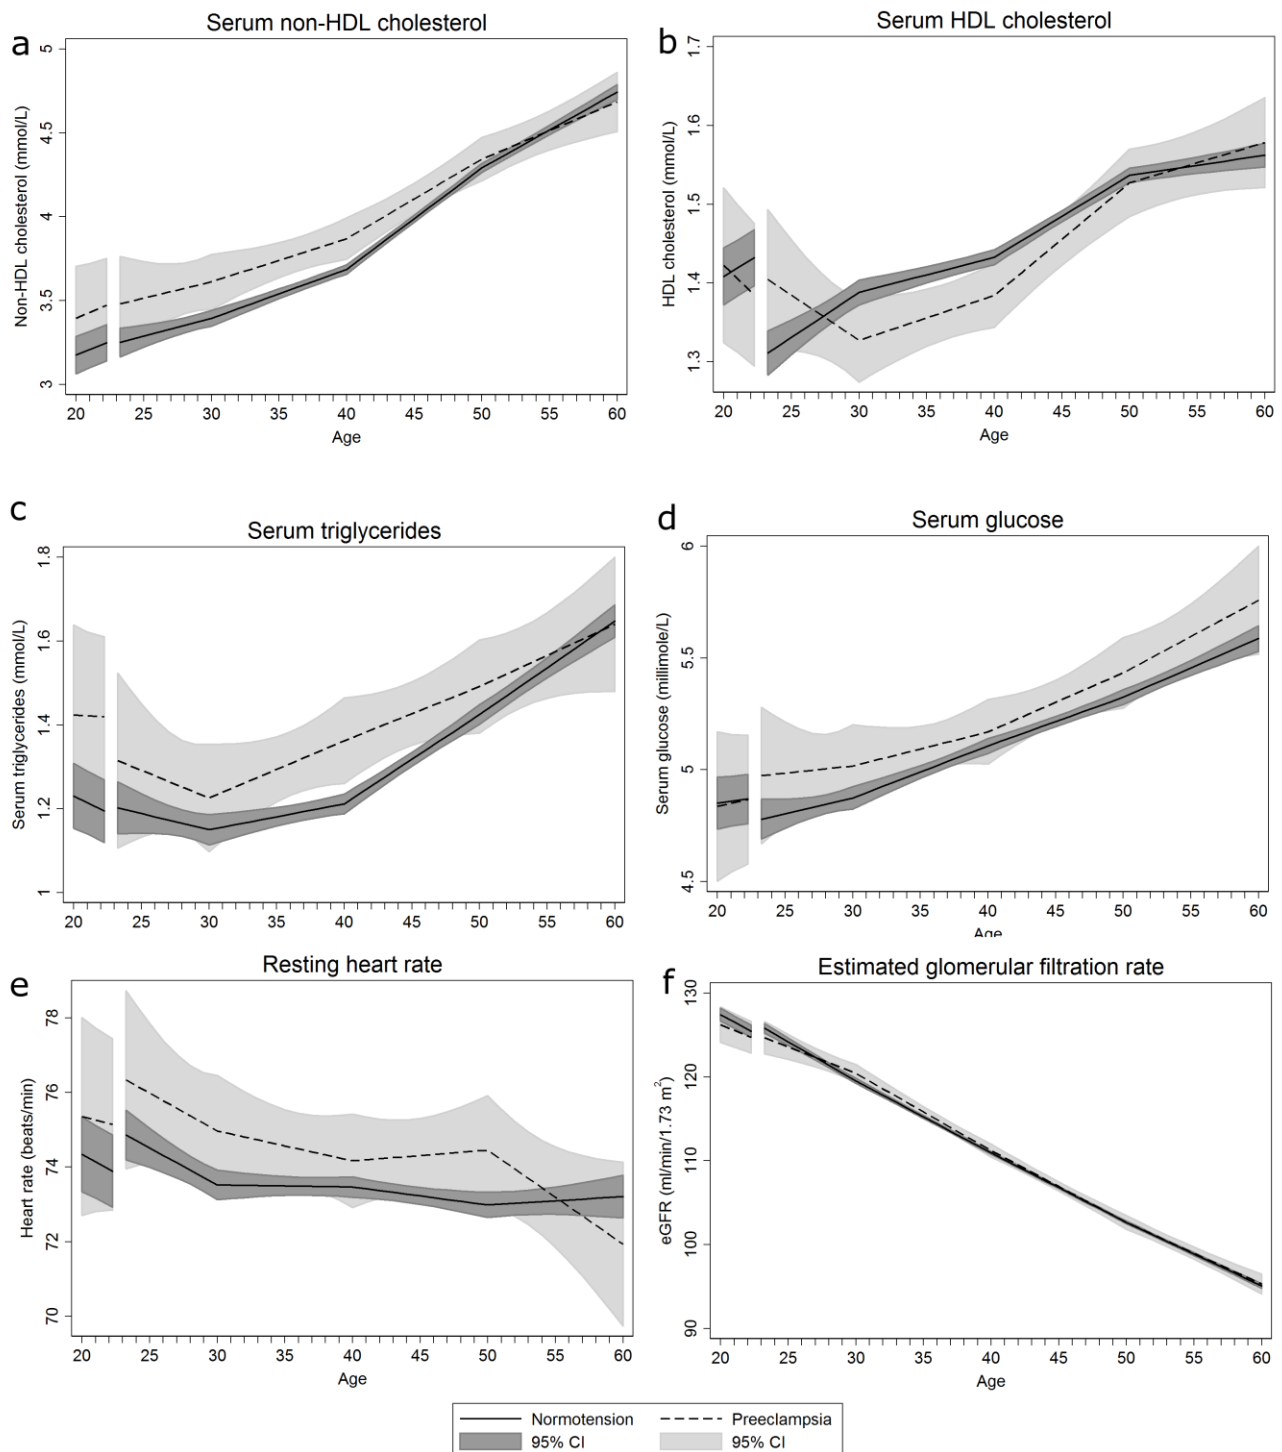 a
Serum non-HDL cholesterol
Non-HDL cholesterol (mmol/L)
5
4.5
4
3.5
3
20 25 30 35 40 45 50 55 60
Age
b
Serum HDL cholesterol
HDL cholesterol (mmol/L)
1.7
1.6
1.5
1.4
1.3
20 25 30 35 40 45 50 55 60
Age
c
Serum triglycerides
Serum triglycerides (mmol/L)
1.8
1.6
1.4
1.2
1
20 25 30 35 40 45 50 55 60
Age
d
Serum glucose
Serum glucose (millimole/L)
6
5.5
5
4.5
20 25 30 35 40 45 50 55 60
Age
e
Resting heart rate
Heart rate (beats/min)
78
76
74
72
70
20 25 30 35 40 45 50 55 60
Age
f
Estimated glomerular filtration rate
eGFR (ml/min/1.73 m²)
130
120
110
100
90
20 25 30 35 40 45 50 55 60
Age
Normotension Preeclampsia
95% CI 95% CI